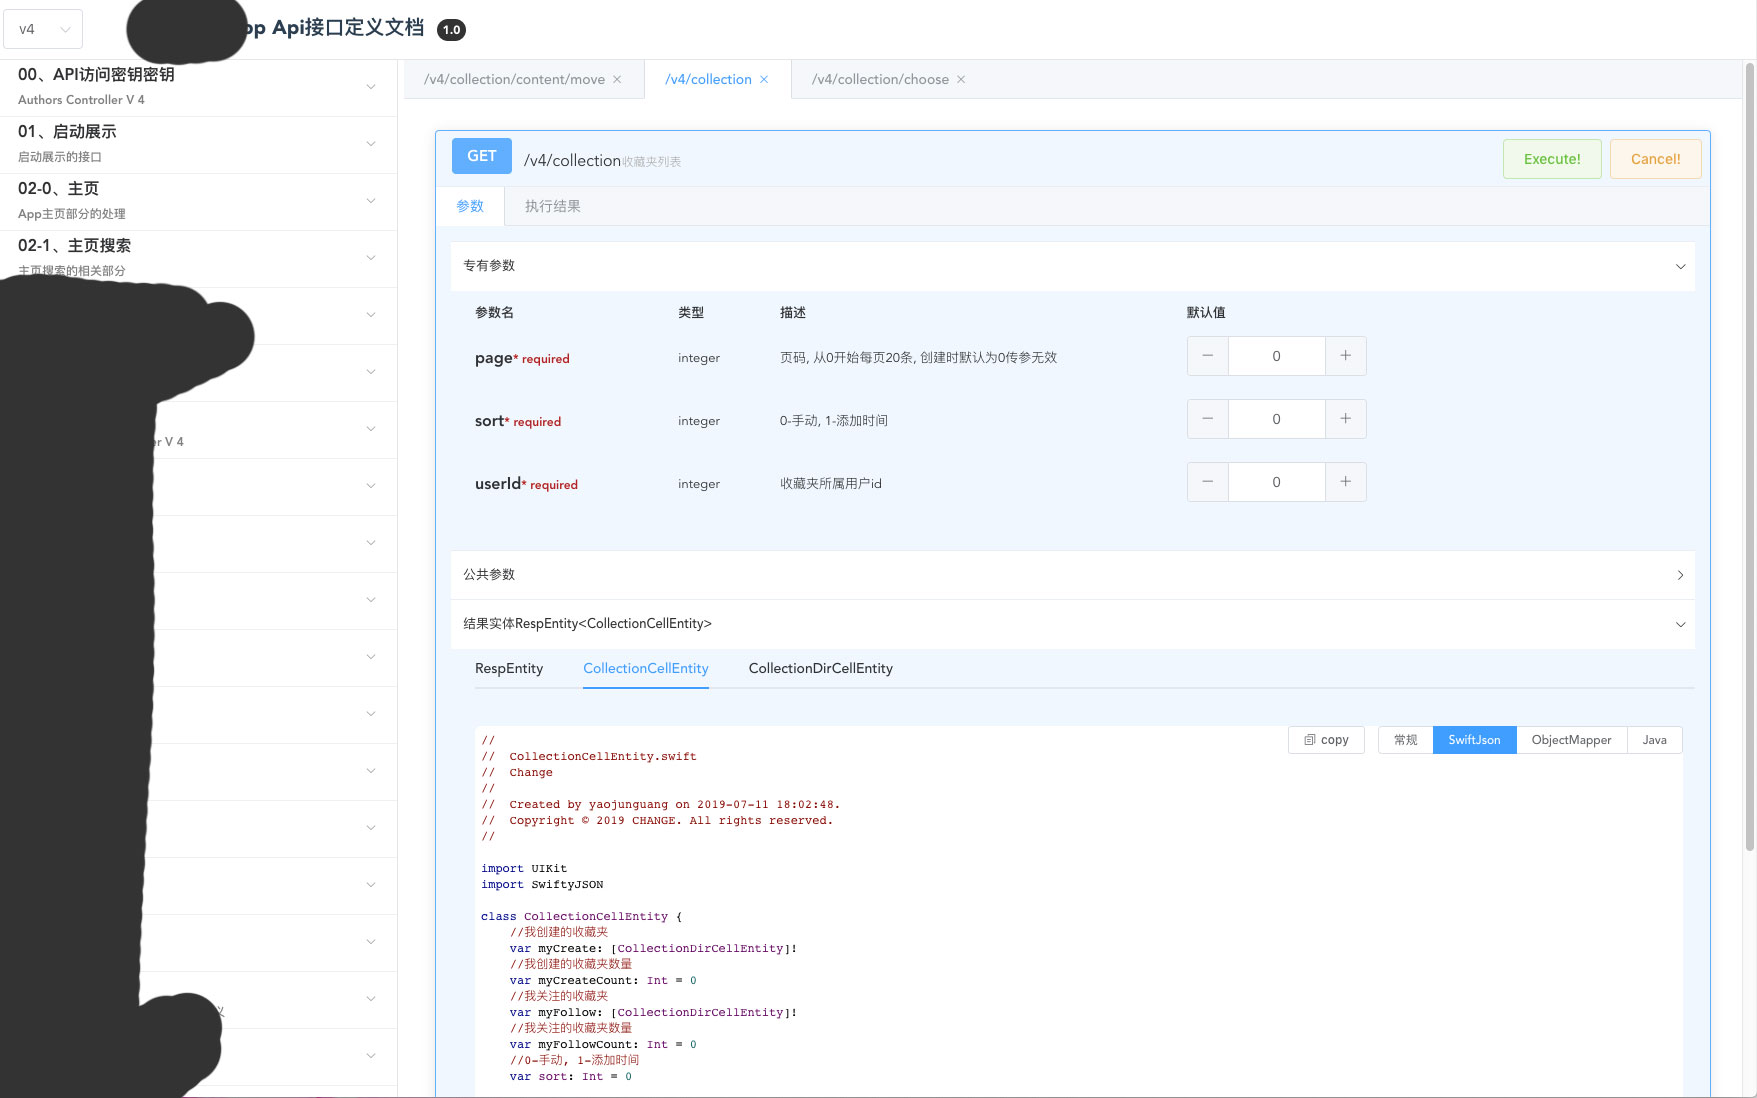 v4
Api接口定义文档 1.0
00、API访问密钥密钥
Authors Controller V 4
01、启动展示
启动展示的接口
02-0、主页
App主页部分的处理
02-1、主页搜索
主页搜索的相关部分
V 4
/v4/collection/content/move
/v4/collection
/v4/collection/choose
GET /v4/collection收藏夹列表
Execute!
Cancel!
参数
执行结果
专有参数
参数名 类型 描述 默认值
page* required integer 页码, 从0开始每页20条, 创建时默认为0传参无效 0
sort* required integer 0-手动, 1-添加时间 0
userId* required integer 收藏夹所属用户id 0
公共参数
结果实体RespEntity<CollectionCellEntity>
RespEntity CollectionCellEntity CollectionDirCellEntity
copy 常规 SwiftJson ObjectMapper Java
//
// CollectionCellEntity.swift
// Change
//
// Created by yaojunguang on 2019-07-11 18:02:48.
// Copyright © 2019 CHANGE. All rights reserved.
//
import UIKit
import SwiftyJSON
class CollectionCellEntity {
//我创建的收藏夹
var myCreate: [CollectionDirCellEntity]!
//我创建的收藏夹数量
var myCreateCount: Int = 0
//我关注的收藏夹
var myFollow: [CollectionDirCellEntity]!
//我关注的收藏夹数量
var myFollowCount: Int = 0
//0-手动, 1-添加时间
var sort: Int = 0